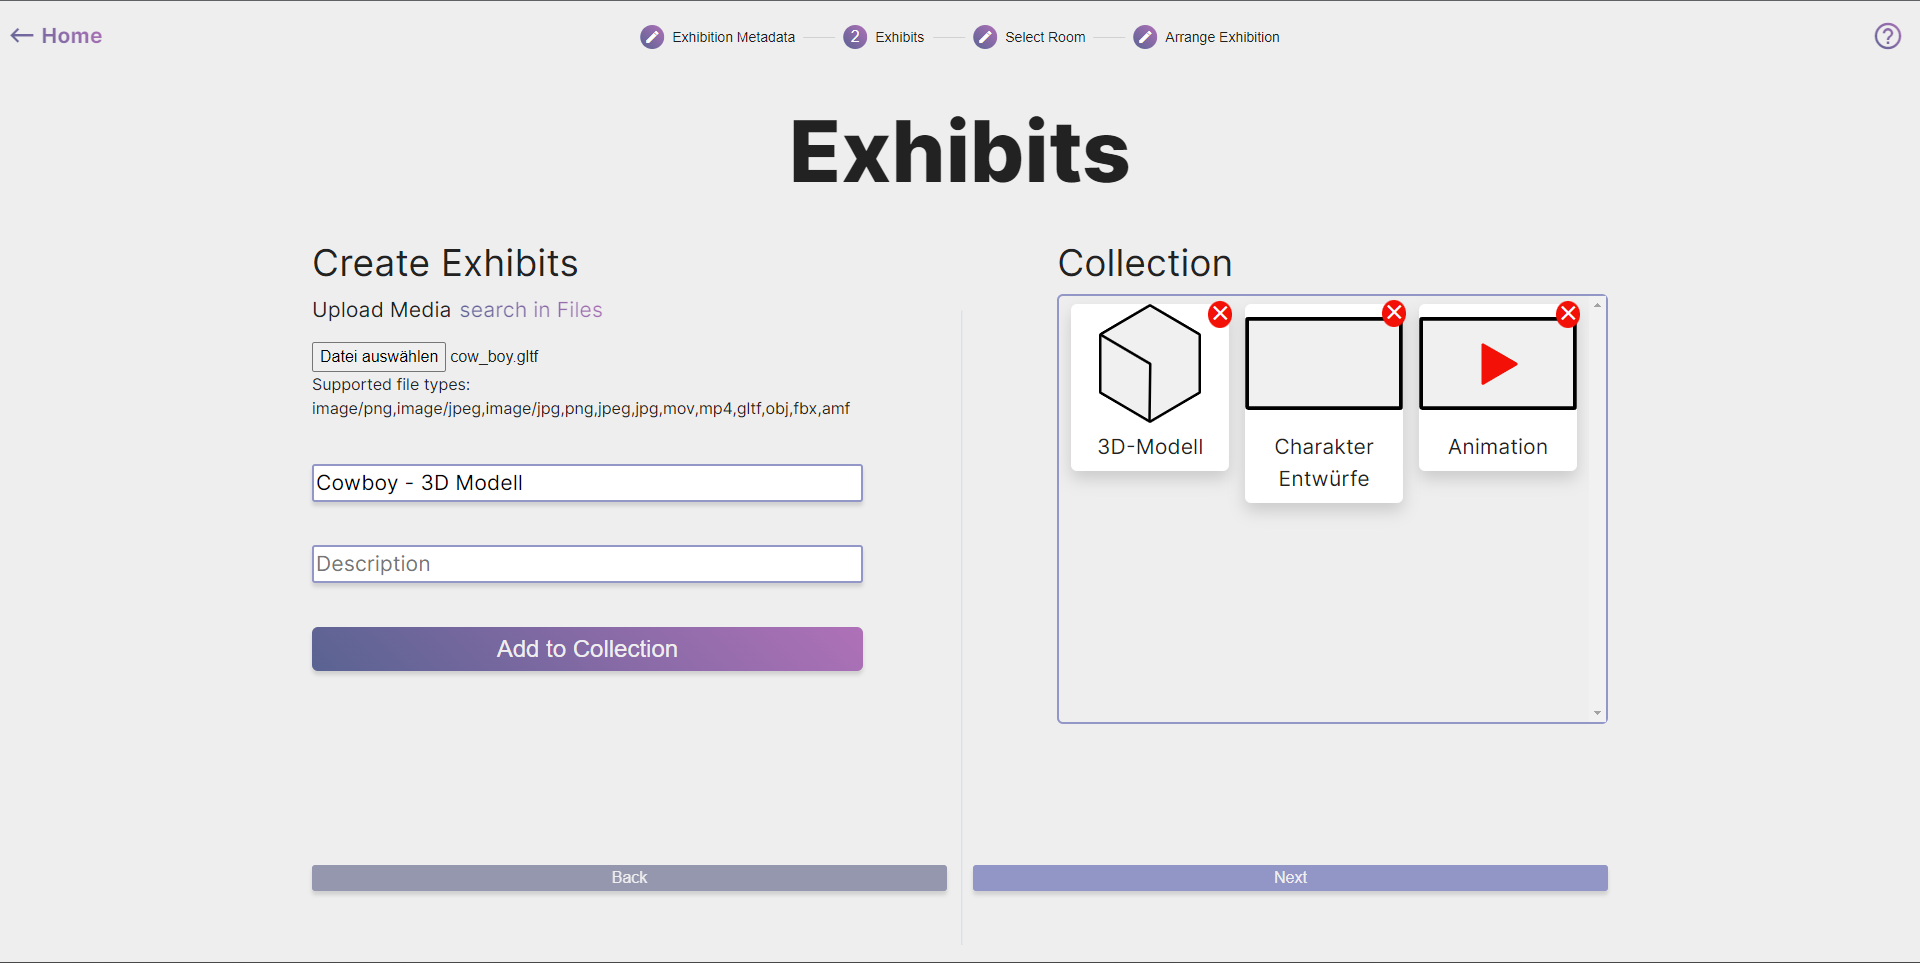 Home
Exhibition Metadata
2
Exhibits
Select Room
Arrange Exhibition
?
Exhibits
Create Exhibits
Upload Media search in Files
Datei auswählen cow_boy.gltf
Supported file types:
image/png,image/jpeg,image/jpg,png,jpeg,jpg,mov,mp4,gltf,obj,fbx,amf
Cowboy - 3D Modell
Description
Add to Collection
Collection
3D-Modell
Charakter
Entwürfe
Animation
Back
Next